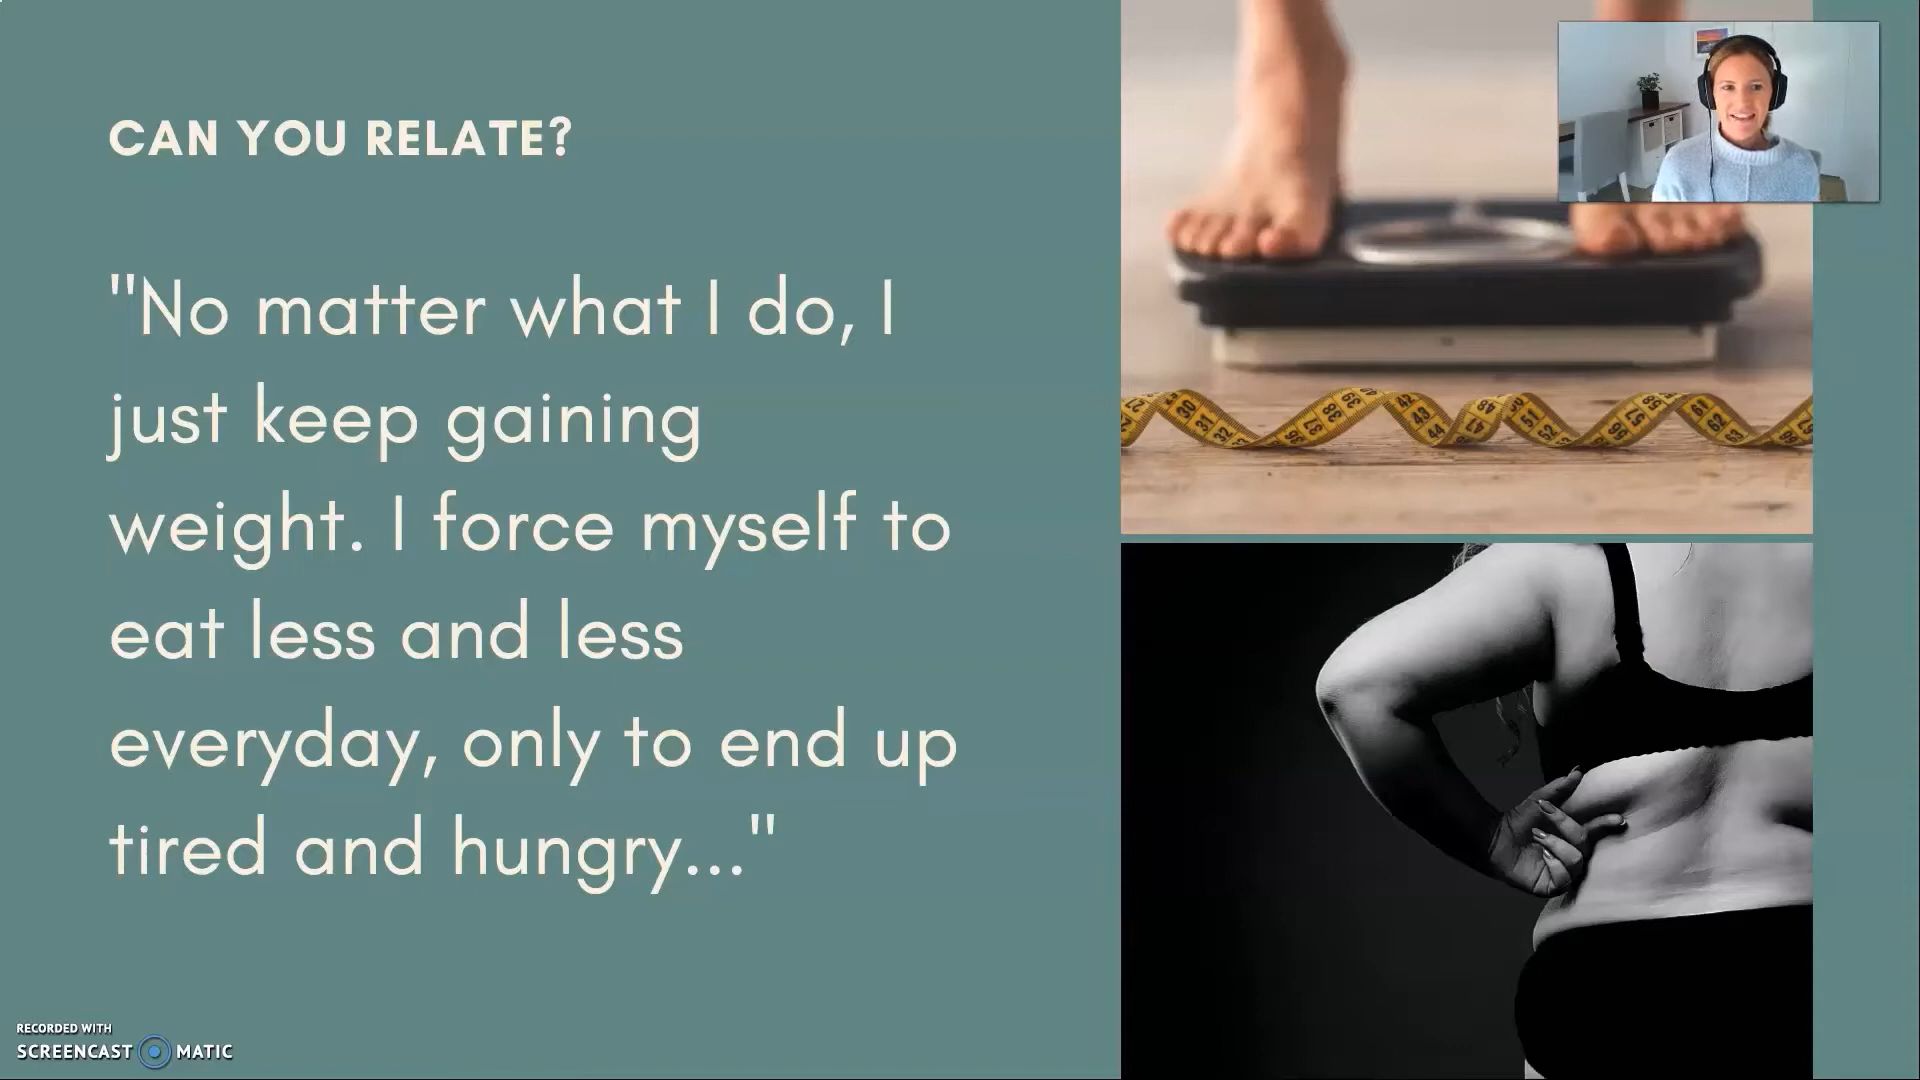 CAN YOU RELATE?
"No matter what I do, I
just keep gaining
weight. I force myself to
eat less and less
everyday, only to end up
tired and hungry..."
RECORDED WITH
SCREENCAST MATIC